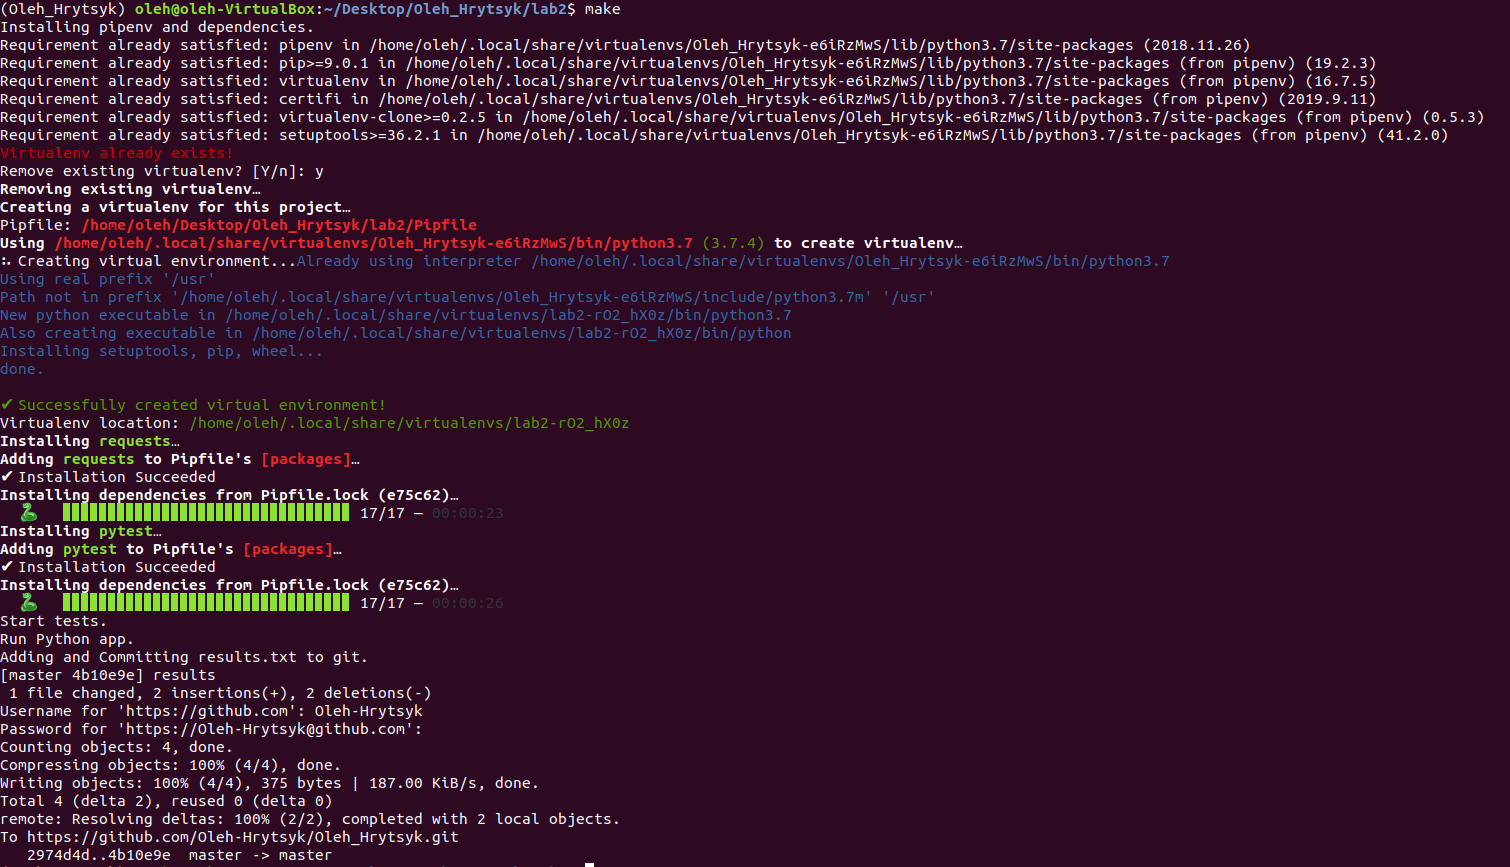 (Oleh_Hrytsyk) oleh@oleh-VirtualBox:~/Desktop/Oleh_Hrytsyk/lab2$ make
Installing pipenv and dependencies.
Requirement already satisfied: pipenv in /home/oleh/.local/share/virtualenvs/Oleh_Hrytsyk-e6iRzMwS/lib/python3.7/site-packages (2018.11.26)
Requirement already satisfied: pip>=9.0.1 in /home/oleh/.local/share/virtualenvs/Oleh_Hrytsyk-e6iRzMwS/lib/python3.7/site-packages (from pipenv) (19.2.3)
Requirement already satisfied: virtualenv in /home/oleh/.local/share/virtualenvs/Oleh_Hrytsyk-e6iRzMwS/lib/python3.7/site-packages (from pipenv) (16.7.5)
Requirement already satisfied: certifi in /home/oleh/.local/share/virtualenvs/Oleh_Hrytsyk-e6iRzMwS/lib/python3.7/site-packages (from pipenv) (2019.9.11)
Requirement already satisfied: virtualenv-clone>=0.2.5 in /home/oleh/.local/share/virtualenvs/Oleh_Hrytsyk-e6iRzMwS/lib/python3.7/site-packages (from pipenv) (0.5.3)
Requirement already satisfied: setuptools>=36.2.1 in /home/oleh/.local/share/virtualenvs/Oleh_Hrytsyk-e6iRzMwS/lib/python3.7/site-packages (from pipenv) (41.2.0)
Virtualenv already exists!
Remove existing virtualenv? [Y/n]: y
Removing existing virtualenv…
Creating a virtualenv for this project…
Pipfile: /home/oleh/Desktop/Oleh_Hrytsyk/lab2/Pipfile
Using /home/oleh/.local/share/virtualenvs/Oleh_Hrytsyk-e6iRzMwS/bin/python3.7 (3.7.4) to create virtualenv…
Creating virtual environment...Already using interpreter /home/oleh/.local/share/virtualenvs/Oleh_Hrytsyk-e6iRzMwS/bin/python3.7
Using real prefix '/usr'
Path not in prefix '/home/oleh/.local/share/virtualenvs/Oleh_Hrytsyk-e6iRzMwS/include/python3.7m' '/usr'
New python executable in /home/oleh/.local/share/virtualenvs/lab2-rO2_hX0z/bin/python3.7
Also creating executable in /home/oleh/.local/share/virtualenvs/lab2-rO2_hX0z/bin/python
Installing setuptools, pip, wheel...
done.
✔ Successfully created virtual environment!
Virtualenv location: /home/oleh/.local/share/virtualenvs/lab2-rO2_hX0z
Installing requests…
Adding requests to Pipfile's [packages]…
✔ Installation Succeeded
Installing dependencies from Pipfile.lock (e75c62)…
17/17 — 00:00:23
Installing pytest…
Adding pytest to Pipfile's [packages]…
✔ Installation Succeeded
Installing dependencies from Pipfile.lock (e75c62)…
17/17 — 00:00:26
Start tests.
Run Python app.
Adding and Committing results.txt to git.
[master 4b10e9e] results
1 file changed, 2 insertions(+), 2 deletions(-)
Username for 'https://github.com': Oleh-Hrytsyk
Password for 'https://Oleh-Hrytsyk@github.com':
Counting objects: 4, done.
Compressing objects: 100% (4/4), done.
Writing objects: 100% (4/4), 375 bytes | 187.00 KiB/s, done.
Total 4 (delta 2), reused 0 (delta 0)
remote: Resolving deltas: 100% (2/2), completed with 2 local objects.
To https://github.com/Oleh-Hrytsyk/Oleh_Hrytsyk.git
2974d4d..4b10e9e  master -> master